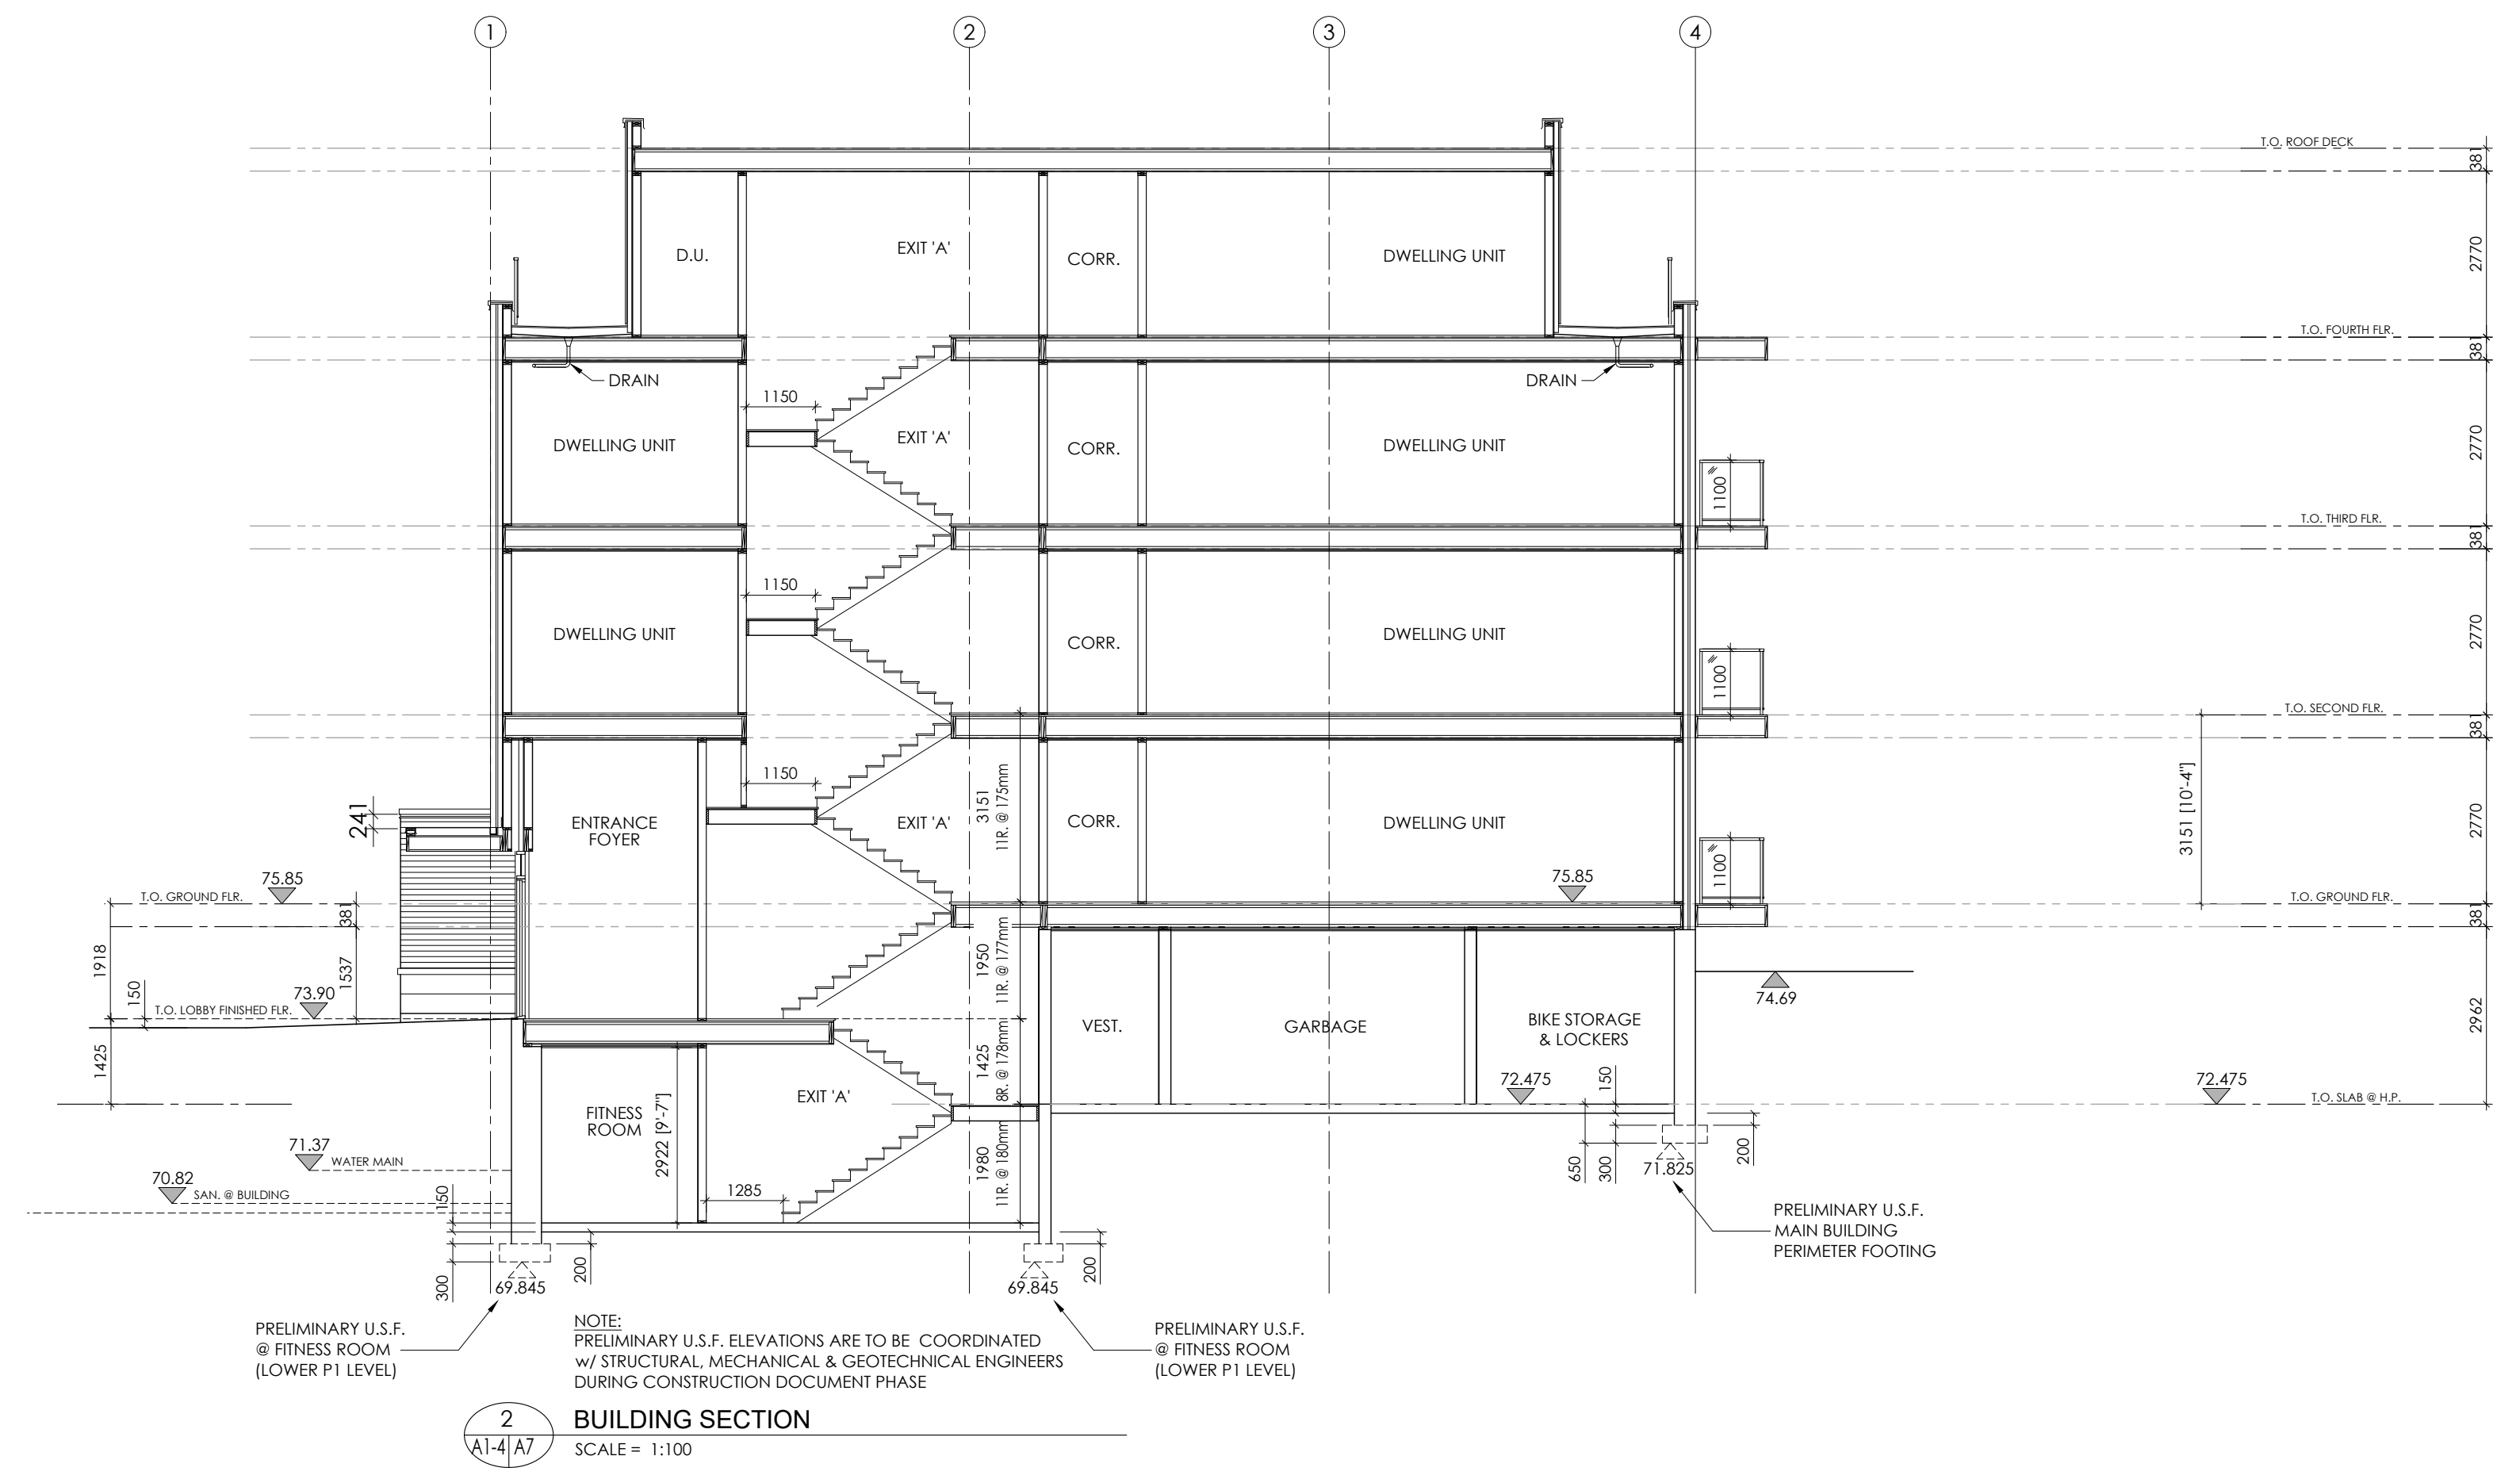 1
2
3
4
T.O. ROOF DECK
381
2770
D.U.
EXIT 'A'
CORR.
DWELLING UNIT
T.O. FOURTH FLR.
381
DRAIN
DRAIN
1150
DWELLING UNIT
EXIT 'A'
CORR.
DWELLING UNIT
2770
1100
T.O. THIRD FLR.
381
1150
DWELLING UNIT
CORR.
DWELLING UNIT
2770
1100
T.O. SECOND FLR.
381
1150
3151
11R. @ 175mm
3151 [10'-4"]
241
ENTRANCE
FOYER
EXIT 'A'
CORR.
DWELLING UNIT
2770
1100
75.85
T.O. GROUND FLR.
75.85
T.O. GROUND FLR.
381
381
1918
1537
150
1950
11R. @ 177mm
73.90
T.O. LOBBY FINISHED FLR.
74.69
VEST.
GARBAGE
BIKE STORAGE
& LOCKERS
2962
1425
1425
8R. @ 178mm
72.475
150
72.475
T.O. SLAB @ H.P.
EXIT 'A'
FITNESS
ROOM
2922 [9'-7"]
71.37
WATER MAIN
70.82
SAN. @ BUILDING
150
1285
1980
11R. @ 180mm
650
300
200
71.825
PRELIMINARY U.S.F.
MAIN BUILDING
PERIMETER FOOTING
300
200
200
69.845
69.845
PRELIMINARY U.S.F.
@ FITNESS ROOM
(LOWER P1 LEVEL)
NOTE:
PRELIMINARY U.S.F. ELEVATIONS ARE TO BE COORDINATED
w/ STRUCTURAL, MECHANICAL & GEOTECHNICAL ENGINEERS
DURING CONSTRUCTION DOCUMENT PHASE
PRELIMINARY U.S.F.
@ FITNESS ROOM
(LOWER P1 LEVEL)
2
A1-4 A7
BUILDING SECTION
SCALE = 1:100